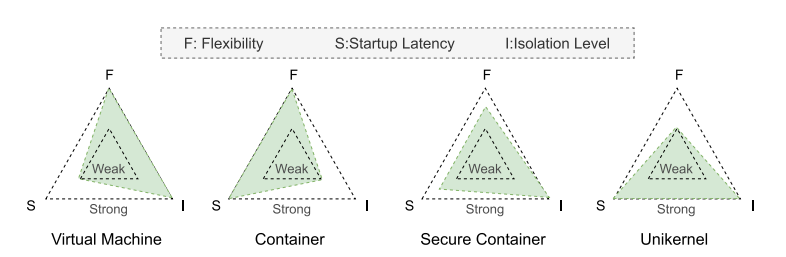 F: Flexibility S:Startup Latency I:Isolation Level
F F F F
Weak Weak Weak Weak
S I S I S I S I
Strong Strong Strong Strong
Virtual Machine Container Secure Container Unikernel